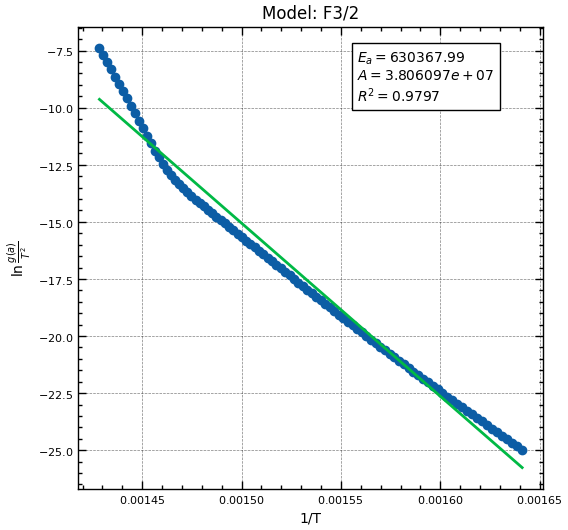 Model: F3/2
E_a = 630367.99
A = 3.806097e + 07
R^2 = 0.9797
−7.5
−10.0
−12.5
−15.0
−17.5
−20.0
−22.5
−25.0
ln g(a)/T^2
0.00145 0.00150 0.00155 0.00160 0.00165
1/T